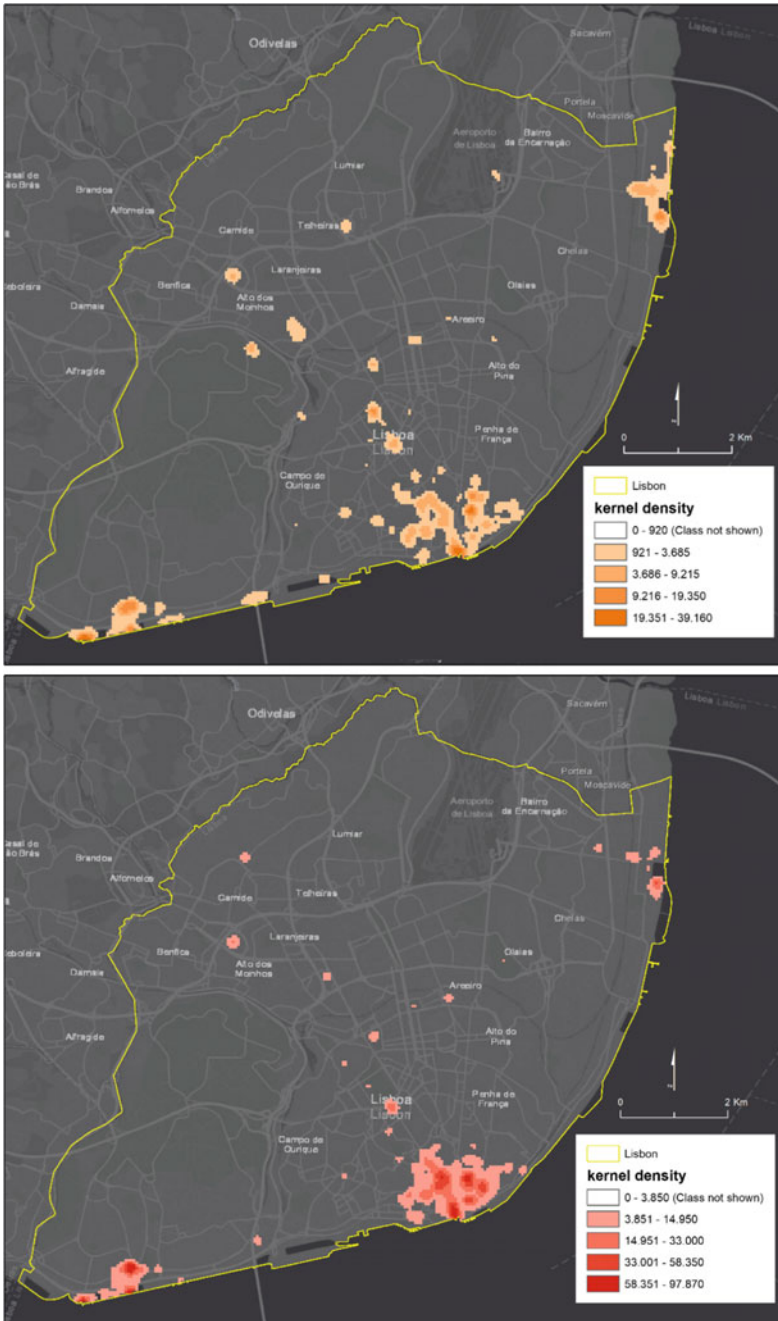 Lisboa Lisboa
Sacavém
Odivelas
Portela
Moscavide
Aeroporto
de Lisboa
Bairro
da Encarnação
Lumiar
Brandoa
Alfornelos
Carnide
Telheiras
Chelas
Laranjeiras
Benfica
Olaias
Alto dos
Moinhos
Damaia
Areeiro
Alfragide
Alto do
Pina
Lisboa
Lisbon
Penha de
França
Campo de
Ourique
0 2 Km
Lisbon
kernel density
0 - 920 (Class not shown)
921 - 3.685
3.686 - 9.215
9.216 - 19.350
19.351 - 39.160
Lisboa Lisboa
Sacavém
Odivelas
Portela
Moscavide
Aeroporto
de Lisboa
Bairro
da Encarnação
Lumiar
Brandoa
Alfornelos
Carnide
Telheiras
Chelas
Laranjeiras
Benfica
Olaias
Alto dos
Moinhos
Damaia
Areeiro
Alfragide
Alto do
Pina
Lisboa
Lisbon
Penha de
França
Campo de
Ourique
0 2 Km
Lisbon
kernel density
0 - 3.850 (Class not shown)
3.851 - 14.950
14.951 - 33.000
33.001 - 58.350
58.351 - 97.870